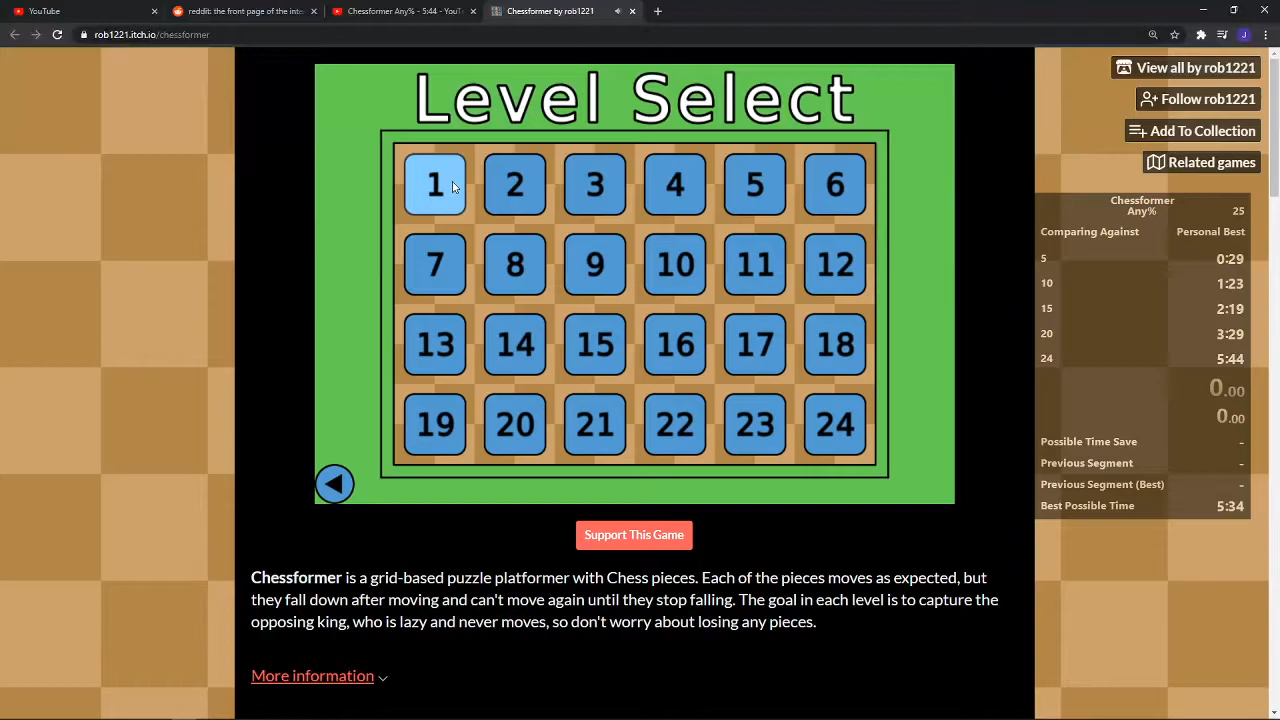 YouTube
reddit: the front page of the inte
Chessformer Any% - 5:44 - YouT
Chessformer by rob1221
rob1221.itch.io/chessformer
J
Level Select
1 2 3 4 5 6
7 8 9 10 11 12
13 14 15 16 17 18
19 20 21 22 23 24
Support This Game
Chessformer is a grid-based puzzle platformer with Chess pieces. Each of the pieces moves as expected, but
they fall down after moving and can't move again until they stop falling. The goal in each level is to capture the
opposing king, who is lazy and never moves, so don't worry about losing any pieces.
More information
View all by rob1221
Follow rob1221
Add To Collection
Related games
Chessformer
Any% 25
Comparing Against Personal Best
5 0:29
10 1:23
15 2:19
20 3:29
24 5:44
0.00
0.00
Possible Time Save -
Previous Segment -
Previous Segment (Best) -
Best Possible Time 5:34